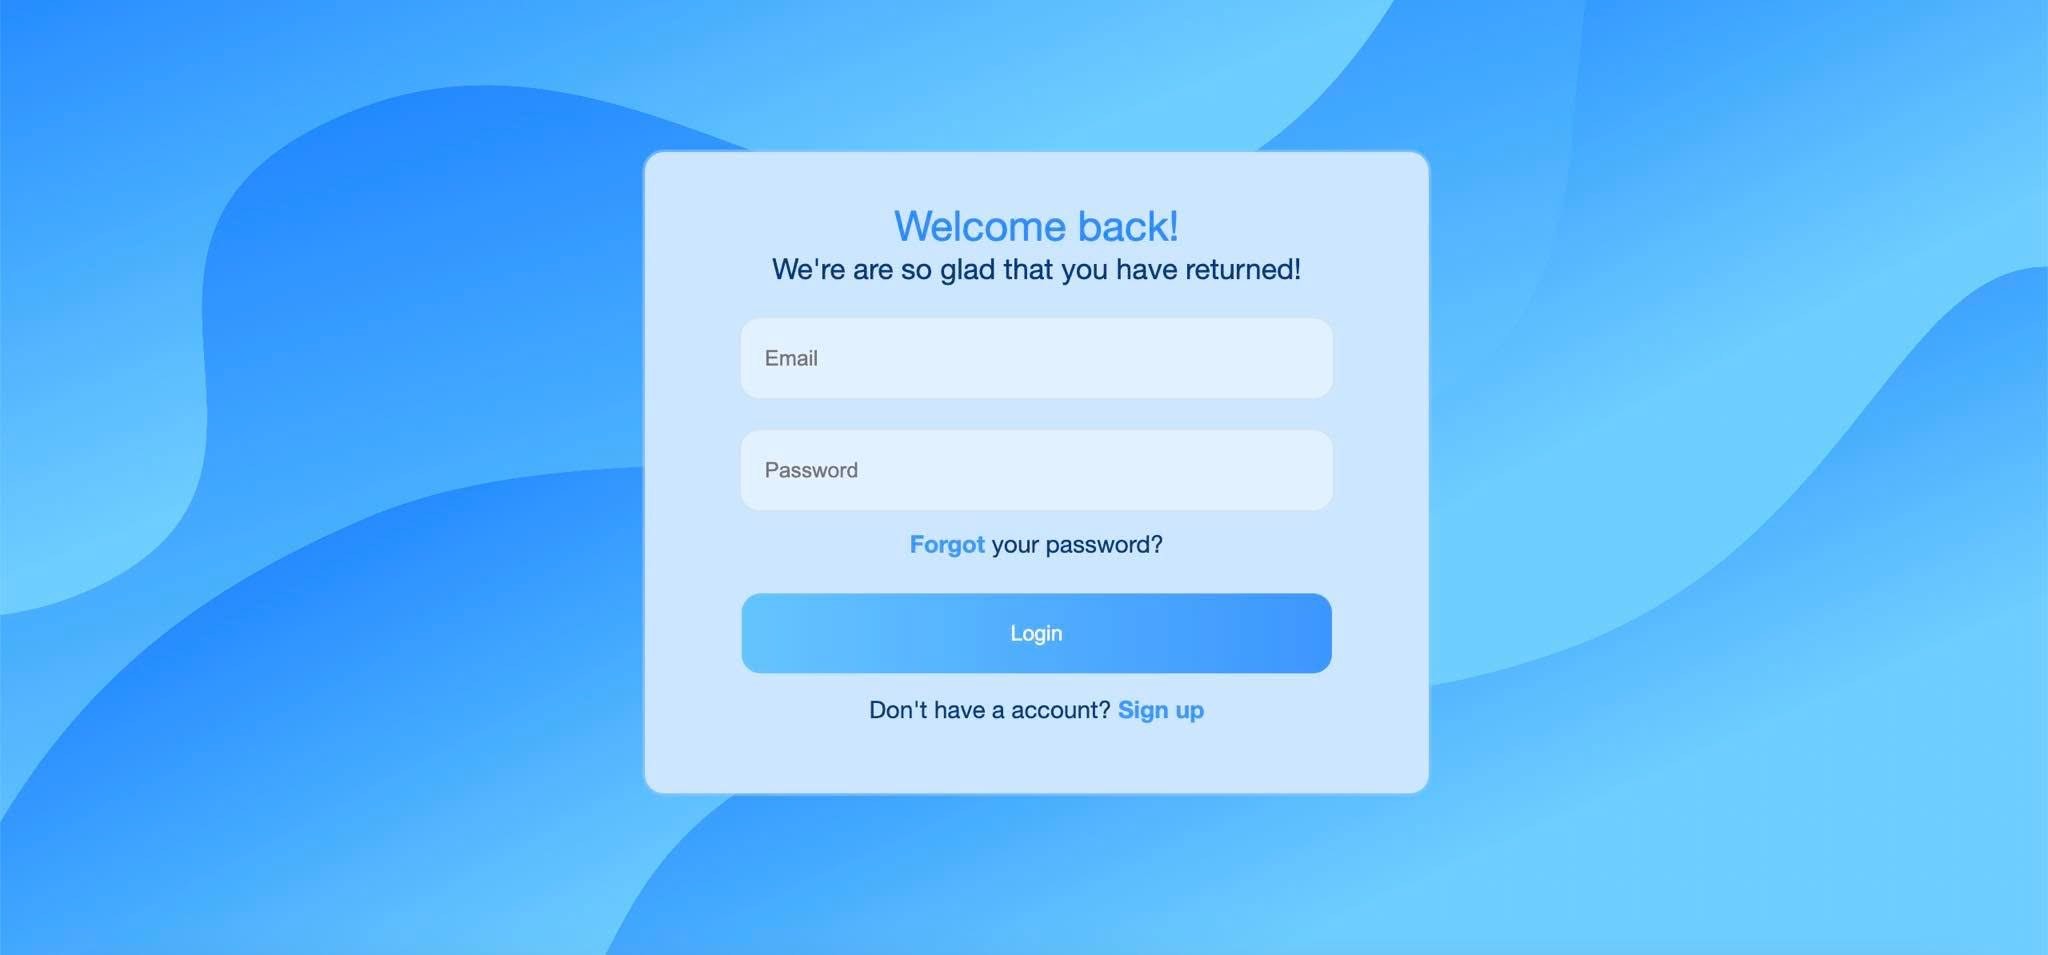 Welcome back!
We're are so glad that you have returned!
Email
Password
Forgot your password?
Login
Don't have a account? Sign up